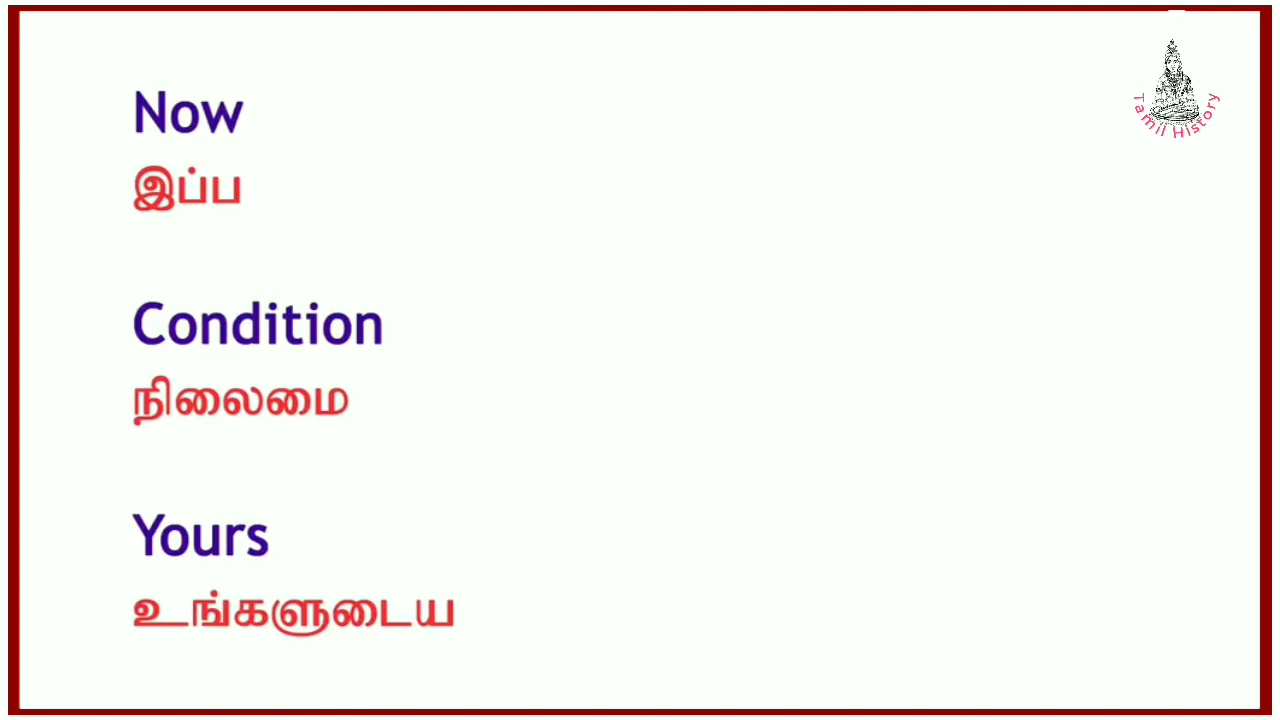 Now
இப்ப
Condition
நிலைமை
Yours
உங்களுடைய
Tamil History